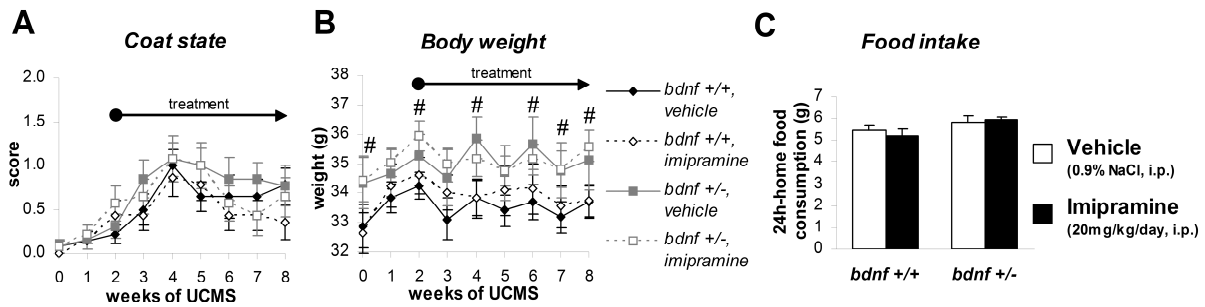 A
Coat state
2.0
1.5
1.0
0.5
0.0
score
treatment
0 1 2 3 4 5 6 7 8
weeks of UCMS
B
Body weight
38
37
36
35
34
33
32
weight (g)
treatment
#
#
#
#
#
#
0 1 2 3 4 5 6 7 8
weeks of UCMS
bdnf +/+,
vehicle
bdnf +/+,
imipramine
bdnf +/-,
vehicle
bdnf +/-,
imipramine
C
Food intake
7
6
5
4
3
2
1
0
24h-home food
consumption (g)
bdnf +/+ bdnf +/-
Vehicle
(0.9% NaCl, i.p.)
Imipramine
(20mg/kg/day, i.p.)